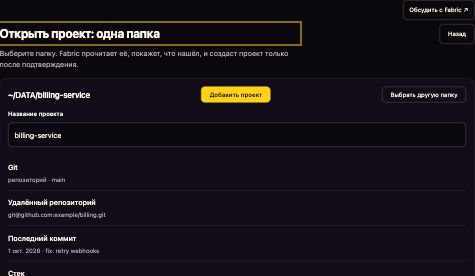 Обсудить с Fabric ↗
Открыть проект: одна папка
Назад
Выберите папку. Fabric прочитает её, покажет, что нашёл, и создаст проект только
после подтверждения.
~/DATA/billing-service
Добавить проект
Выбрать другую папку
Название проекта
billing-service
Git
репозиторий · main
Удалённый репозиторий
git@github.com:example/billing.git
Последний коммит
1 окт. 2026 · fix: retry webhooks
Стек